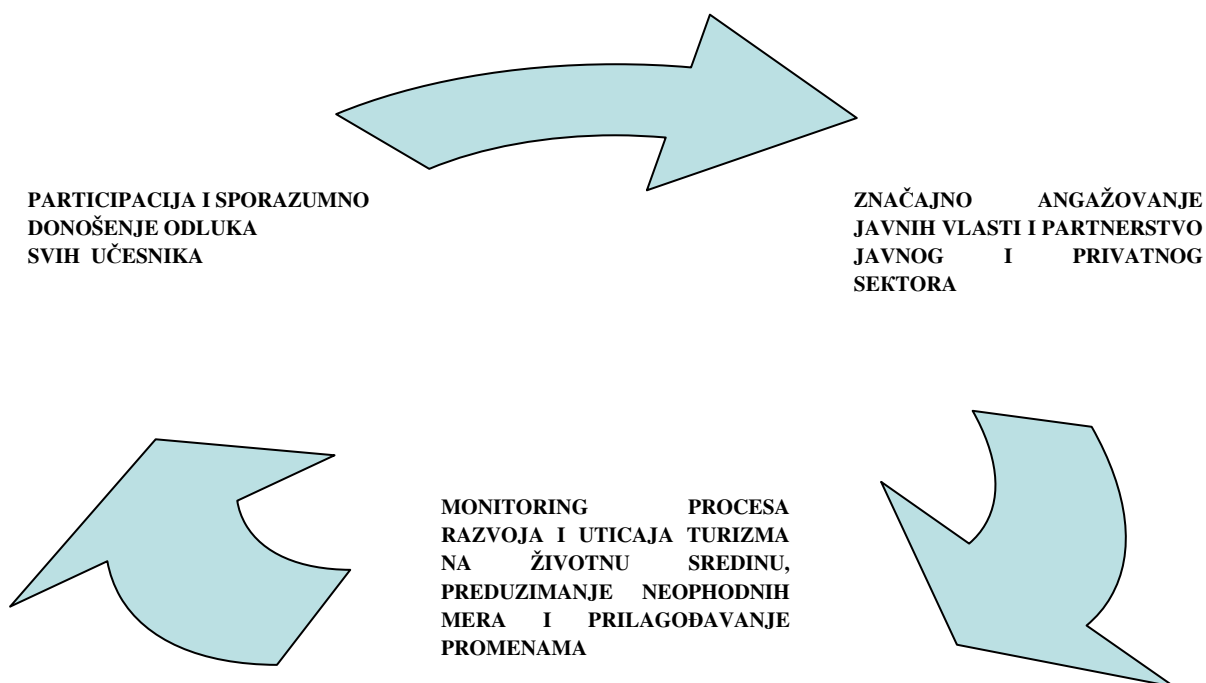 PARTICIPACIJA I SPORAZUMNO
DONOŠENJE ODLUKA
SVIH UČESNIKA
ZNAČAJNO ANGAŽOVANJE
JAVNIH VLASTI I PARTNERSTVO
JAVNOG I PRIVATNOG
SEKTORA
MONITORING PROCESA
RAZVOJA I UTICAJA TURIZMA
NA ŽIVOTNU SREDINU,
PREDUZIMANJE NEOPHODNIH
MERA I PRILAGOĐAVANJE
PROMENAMA